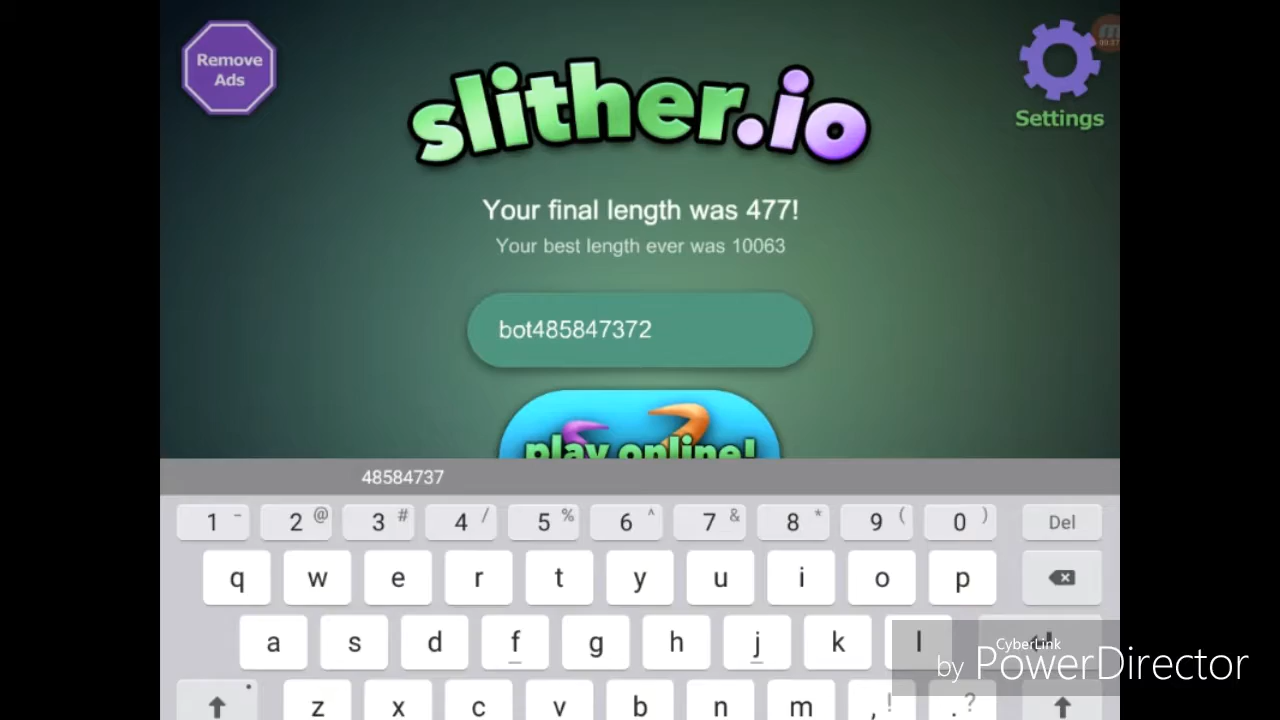 Remove
Ads
slither.io
Settings
Your final length was 477!
Your best length ever was 10063
bot485847372
play online!
48584737
1 - 2 @ 3 # 4 / 5 % 6 ^ 7 & 8 * 9 ( 0 ) Del
q w e r t y u i o p
a s d f g h j k l
z x c v b n m , ! . ?
CyberLink
by PowerDirector